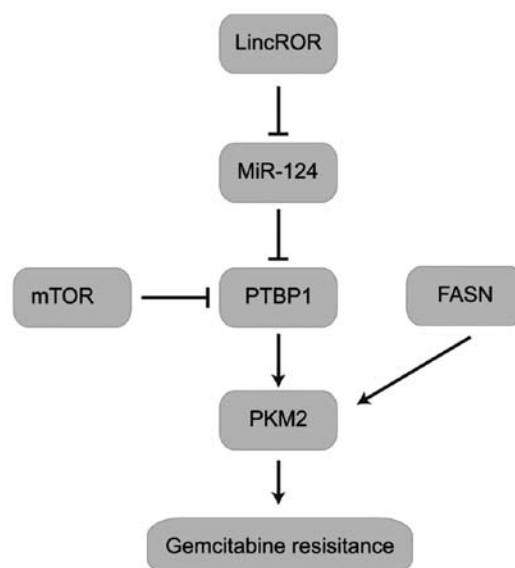 LincROR
MiR-124
mTOR
PTBP1
FASN
PKM2
Gemcitabine resisitance